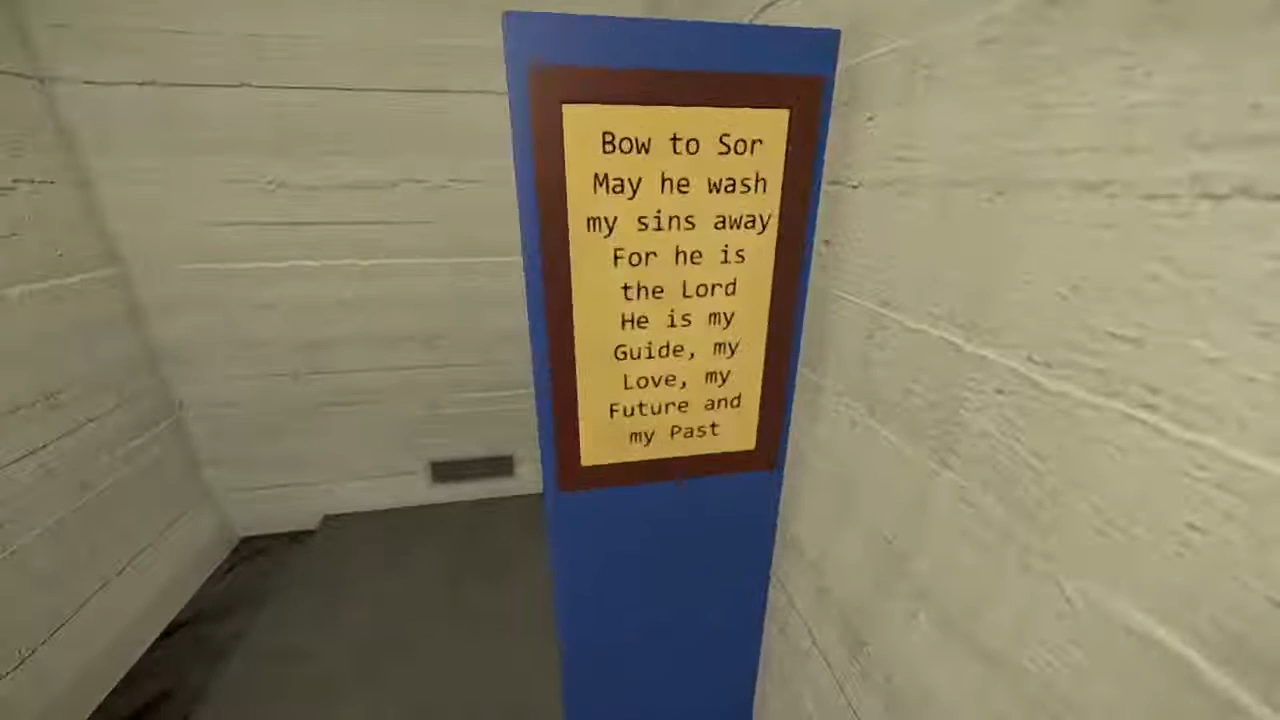 Bow to Sor
May he wash
my sins away
For he is
the Lord
He is my
Guide, my
Love, my
Future and
my Past